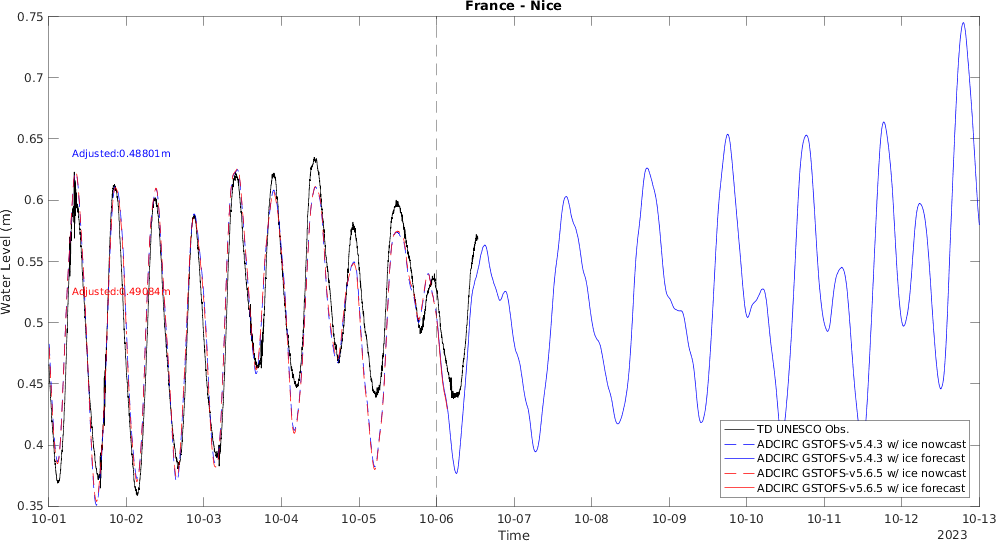 France - Nice
Water Level (m)
0.75
0.7
0.65
0.6
0.55
0.5
0.45
0.4
0.35
Adjusted:0.48801m
Adjusted:0.49084m
TD UNESCO Obs.
ADCIRC GSTOFS-v5.4.3 w/ ice nowcast
ADCIRC GSTOFS-v5.4.3 w/ ice forecast
ADCIRC GSTOFS-v5.6.5 w/ ice nowcast
ADCIRC GSTOFS-v5.6.5 w/ ice forecast
10-01 10-02 10-03 10-04 10-05 10-06 10-07 10-08 10-09 10-10 10-11 10-12 10-13
Time
2023